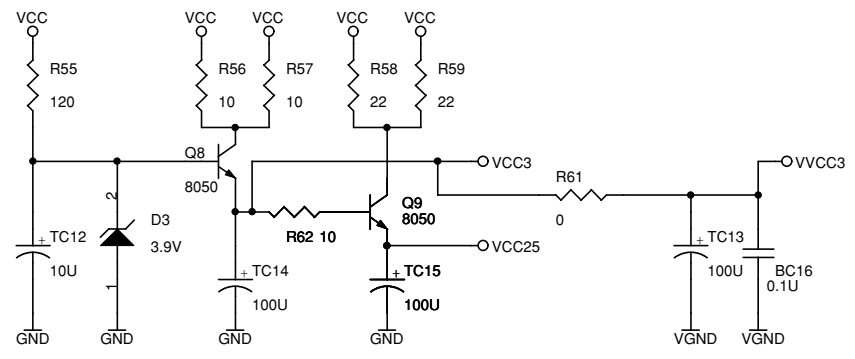 VCC VCC VCC VCC VCC
R55 R56 R57 R58 R59
120 10 10 22 22
Q8
8050
VCC3
VVCC3
R61
0
2
D3
3.9V
1
R62 10
Q9
8050
VCC25
+ TC12
10U
+ TC14
100U
+ TC15
100U
+ TC13
100U
BC16
0.1U
GND GND GND GND VGND VGND